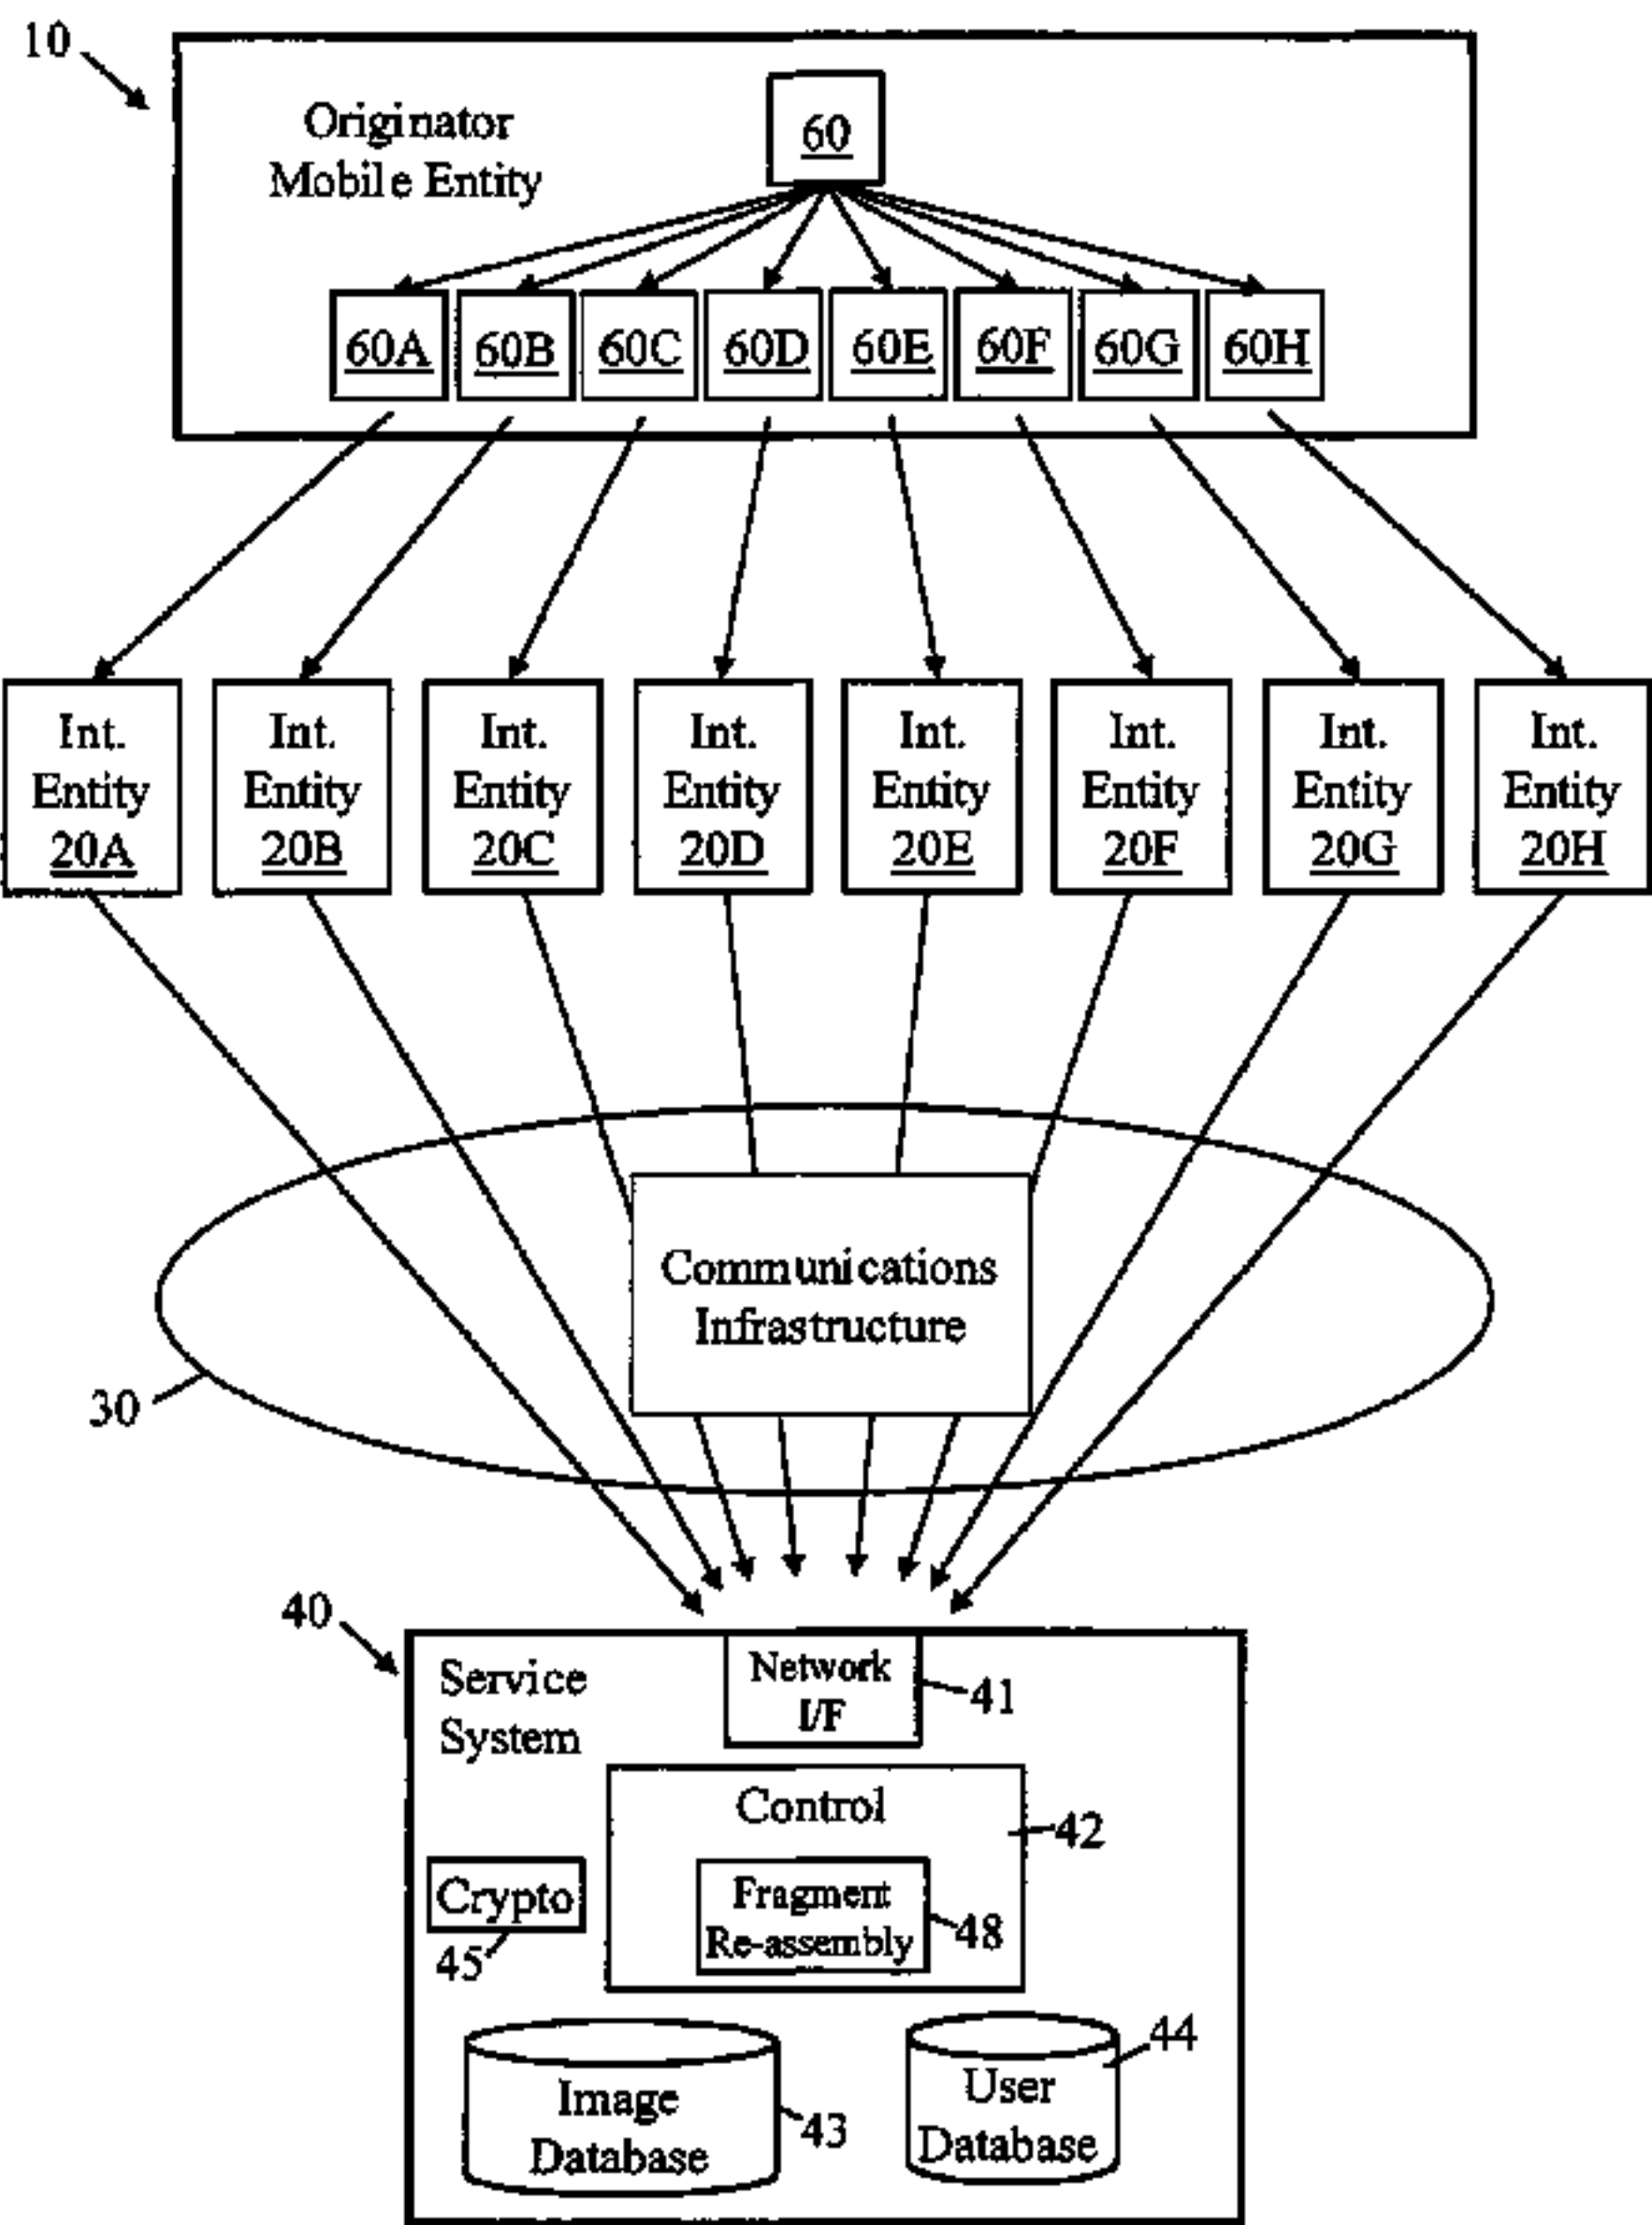 10
Originator
Mobile Entity
60
60A 60B 60C 60D 60E 60F 60G 60H
Int. Entity 20A
Int. Entity 20B
Int. Entity 20C
Int. Entity 20D
Int. Entity 20E
Int. Entity 20F
Int. Entity 20G
Int. Entity 20H
Communications
Infrastructure
30
40
Service
System
Network
I/F
41
Control
42
Crypto
45
Fragment
Re-assembly
48
Image
Database
43
User
Database
44